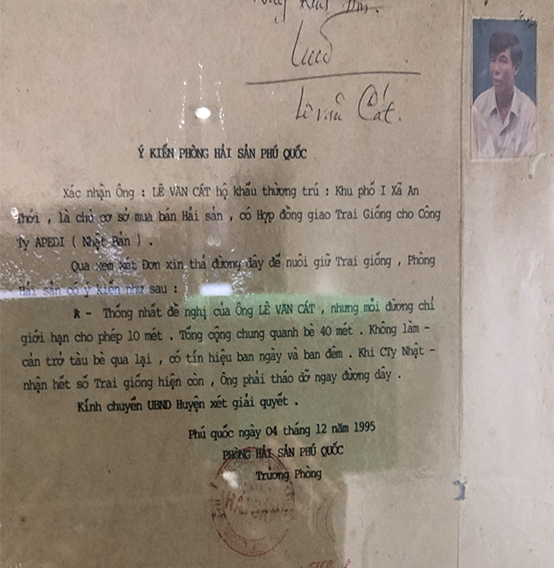 Lê văn Cát.
Ý KIẾN PHÒNG HẢI SẢN PHÚ QUỐC
Xác nhận Ông : LÊ VĂN CÁT hộ khẩu thường trú : Khu phố I Xã An
Thới , là chủ cơ sở mua bán Hải sản , có Hợp đồng giao Trai Giống cho Công
Ty APEDI ( Nhật Bản ) .
Qua xem xét Đơn xin thả đường dây để nuôi giữ Trai giống , Phòng
Hải sản có ý kiến như sau :
- Thống nhất đề nghị của Ông LÊ VĂN CÁT , nhưng mỗi đường chỉ
giới hạn cho phép 10 mét . Tổng cộng chung quanh bè 40 mét . Không làm -
cản trở tàu bè qua lại , có tín hiệu ban ngày và ban đêm . Khi CTy Nhật -
nhận hết số Trai giống hiện còn , Ông phải tháo dỡ ngay đường dây .
Kính chuyển UBND Huyện xét giải quyết .
Phú quốc ngày 04 tháng 12 năm 1995
PHÒNG HẢI SẢN PHÚ QUỐC
Trưởng Phòng